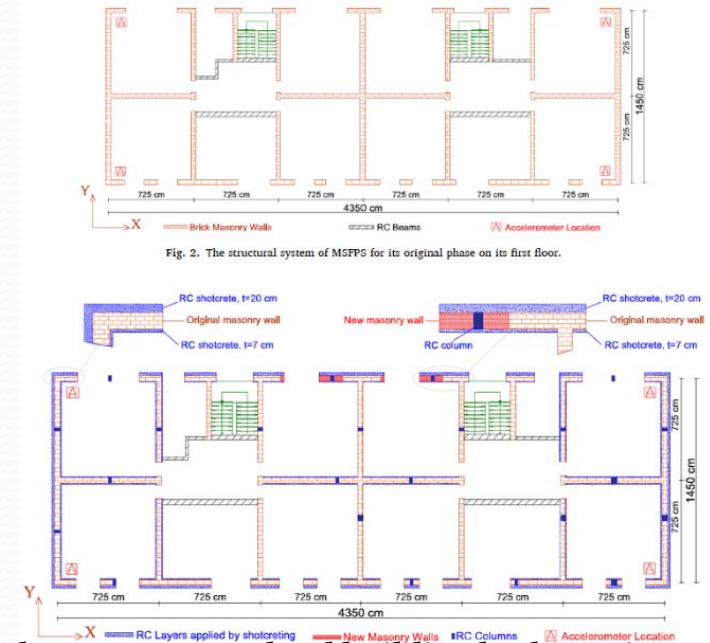 A
A
725 cm
725 cm
1450 cm
A
A
Y
X
725 cm 725 cm 725 cm 725 cm 725 cm 725 cm
4350 cm
Brick Masonry Walls RC Beams A Accelerometer Location
Fig. 2. The structural system of MSFPS for its original phase on its first floor.
RC shotcrete, t=20 cm
Original masonry wall
RC shotcrete, t=7 cm
New masonry wall
RC column
RC shotcrete, t=20 cm
Original masonry wall
RC shotcrete, t=7 cm
A
A
725 cm
725 cm
1450 cm
A
A
Y
X
725 cm 725 cm 725 cm 725 cm 725 cm 725 cm
4350 cm
RC Layers applied by shotcreting New Masonry Walls RC Columns A Accelerometer Location